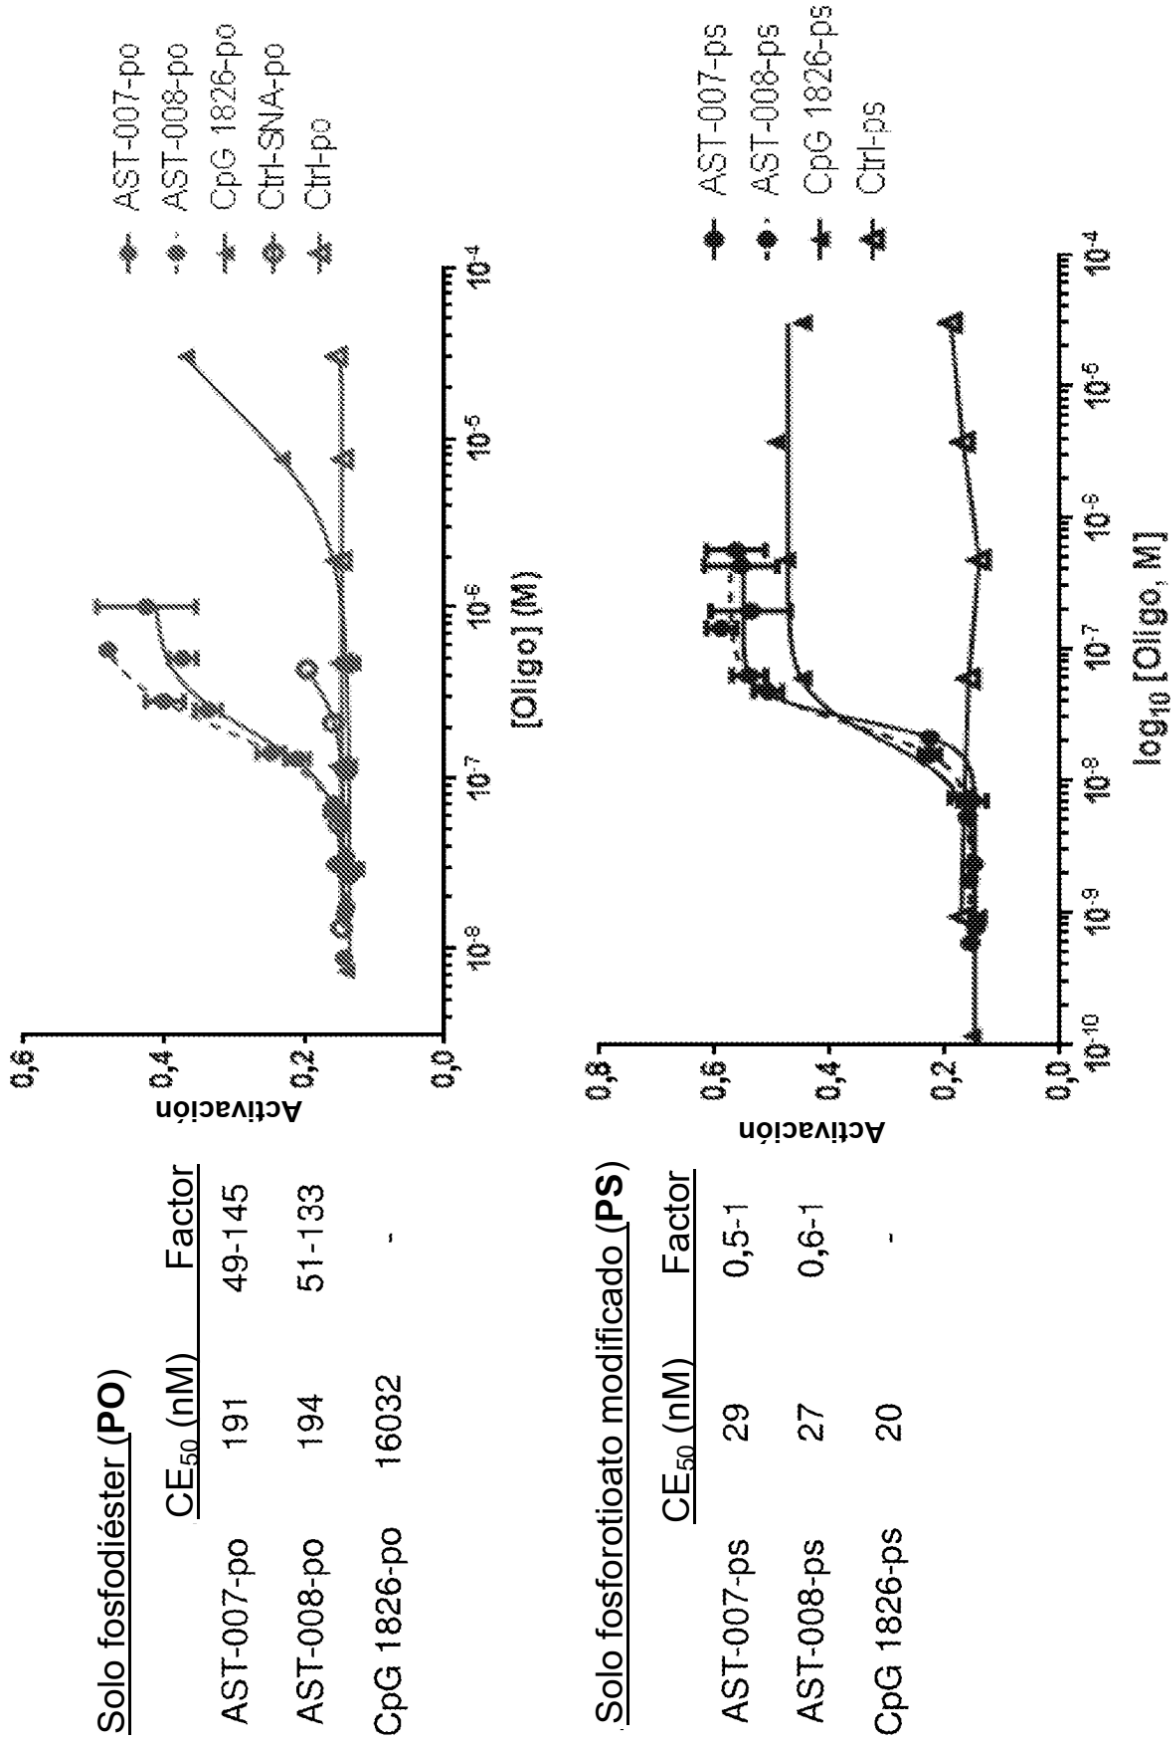 Solo fosfodiéster (PO)
CE50 (nM) Factor
AST-007-po 191 49-145
AST-008-po 194 51-133
CpG 1826-po 16032 -
Activación
0,6
0,4
0,2
0,0
10-8
10-7
10-6
10-5
10-4
[Oligo] (M)
AST-007-po
AST-008-po
CpG 1826-po
Ctrl-SNA-po
Ctrl-po
Solo fosforotioato modificado (PS)
CE50 (nM) Factor
AST-007-ps 29 0,5-1
AST-008-ps 27 0,6-1
CpG 1826-ps 20 -
Activación
0,8
0,6
0,4
0,2
0,0
10-10
10-9
10-8
10-7
10-6
10-5
10-4
log10 [Oligo, M]
AST-007-ps
AST-008-ps
CpG 1826-ps
Ctrl-ps